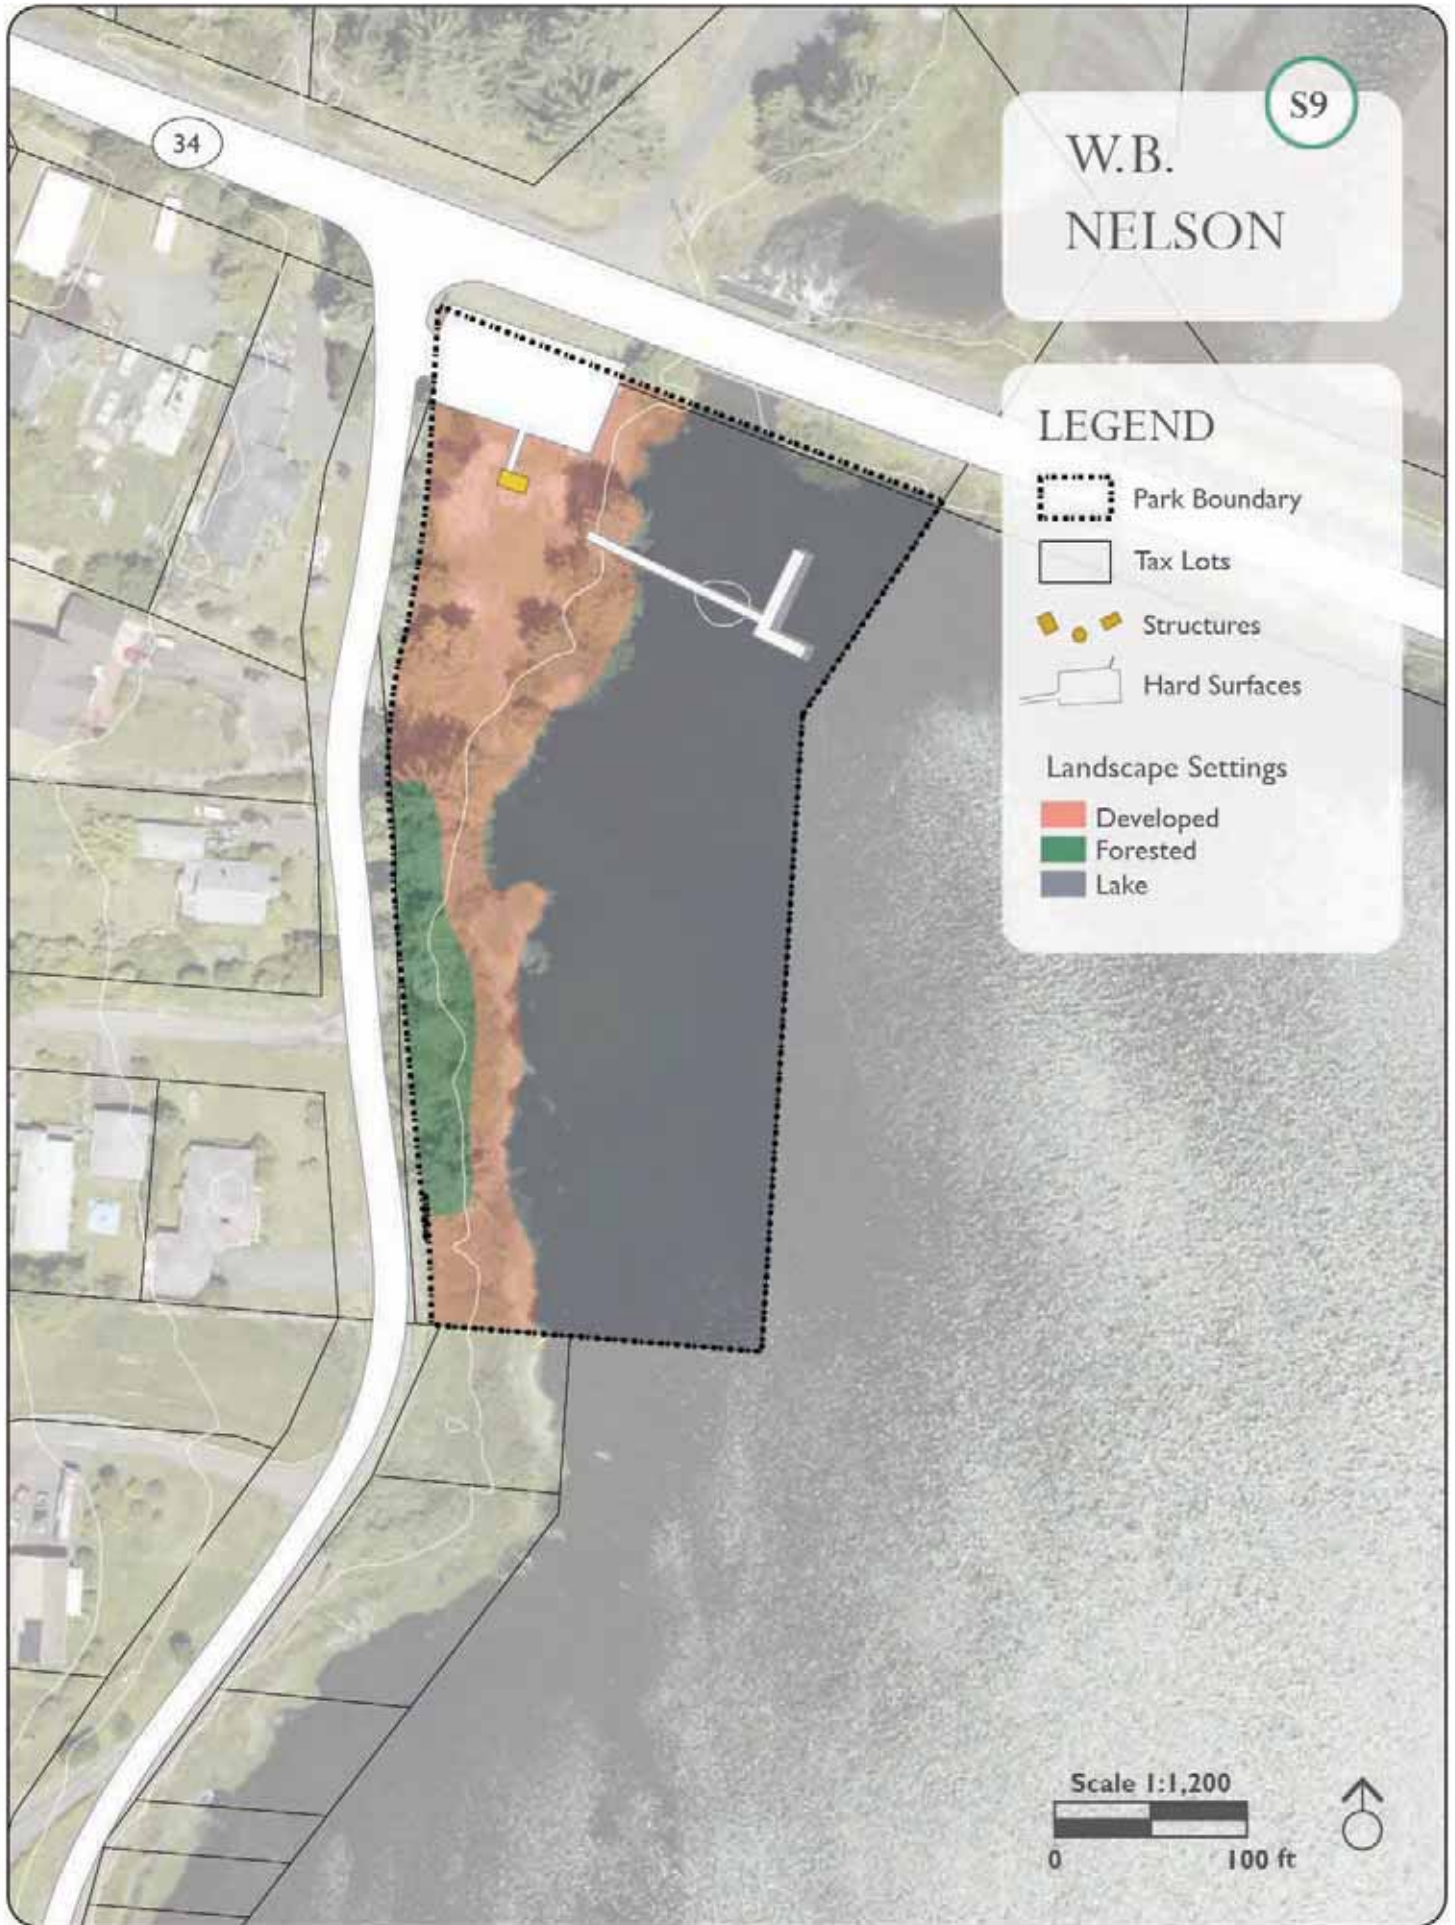 34
S9
W.B.
NELSON
LEGEND
Park Boundary
Tax Lots
Structures
Hard Surfaces
Landscape Settings
Developed
Forested
Lake
Scale 1:1,200
0 100 ft